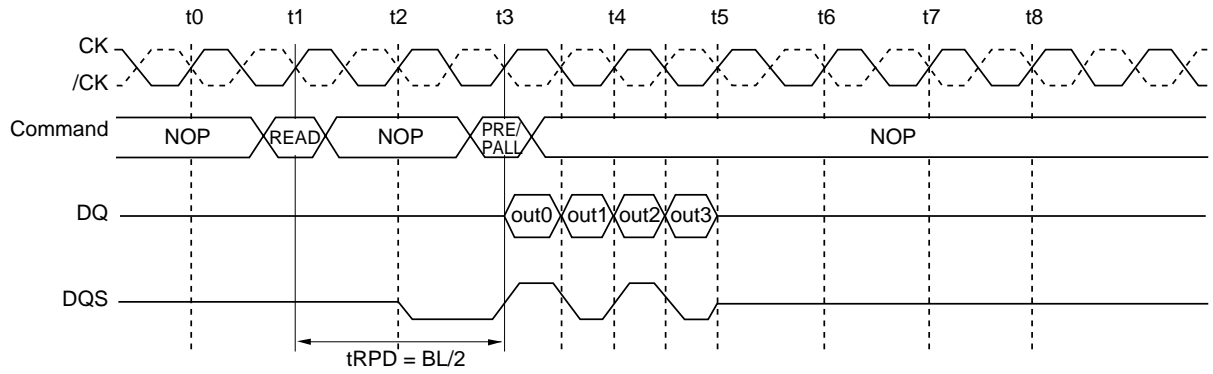 t0 t1 t2 t3 t4 t5 t6 t7 t8
CK
/CK
Command NOP READ NOP PRE/ PALL NOP
DQ out0 out1 out2 out3
DQS
tRPD = BL/2